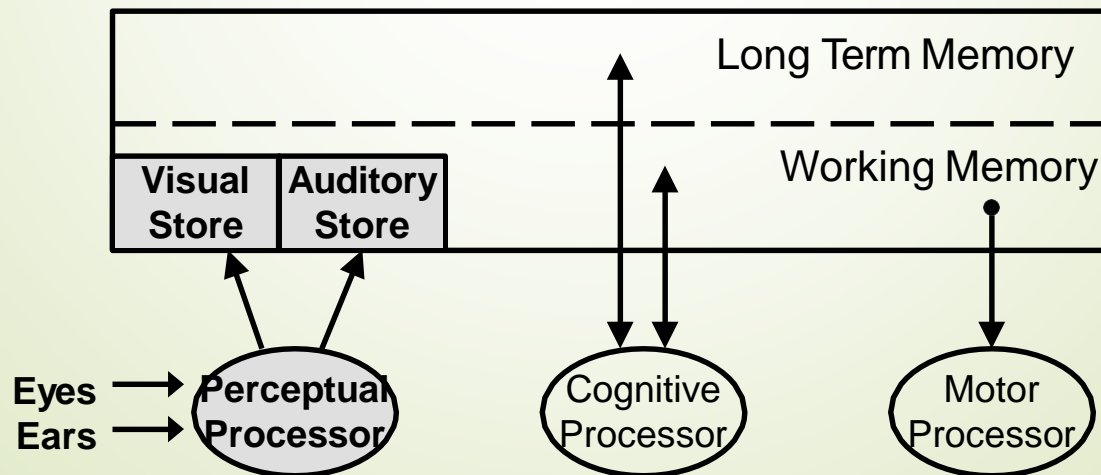 Long Term Memory
Working Memory
Visual
Store
Auditory
Store
Eyes
Ears
Perceptual
Processor
Cognitive
Processor
Motor
Processor